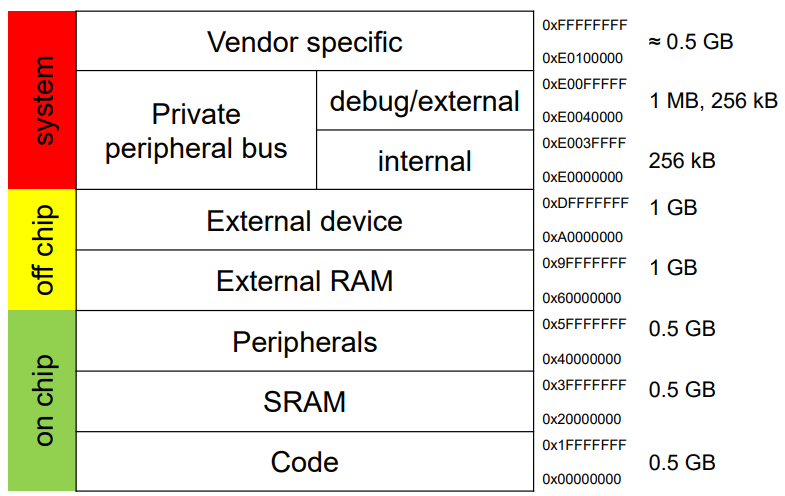 system
Vendor specific
0xFFFFFFFF
0xE0100000
≈ 0.5 GB
Private
peripheral bus
debug/external
0xE00FFFFF
0xE0040000
1 MB, 256 kB
internal
0xE003FFFF
0xE0000000
256 kB
off chip
External device
0xDFFFFFFF
0xA0000000
1 GB
External RAM
0x9FFFFFFF
0x60000000
1 GB
on chip
Peripherals
0x5FFFFFFF
0x40000000
0.5 GB
SRAM
0x3FFFFFFF
0x20000000
0.5 GB
Code
0x1FFFFFFF
0x00000000
0.5 GB